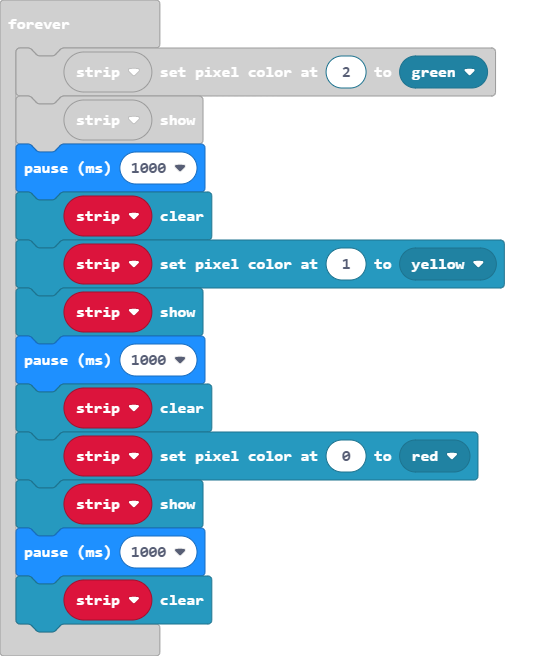 forever
strip set pixel color at 2 to green
strip show
pause (ms) 1000
strip clear
strip set pixel color at 1 to yellow
strip show
pause (ms) 1000
strip clear
strip set pixel color at 0 to red
strip show
pause (ms) 1000
strip clear